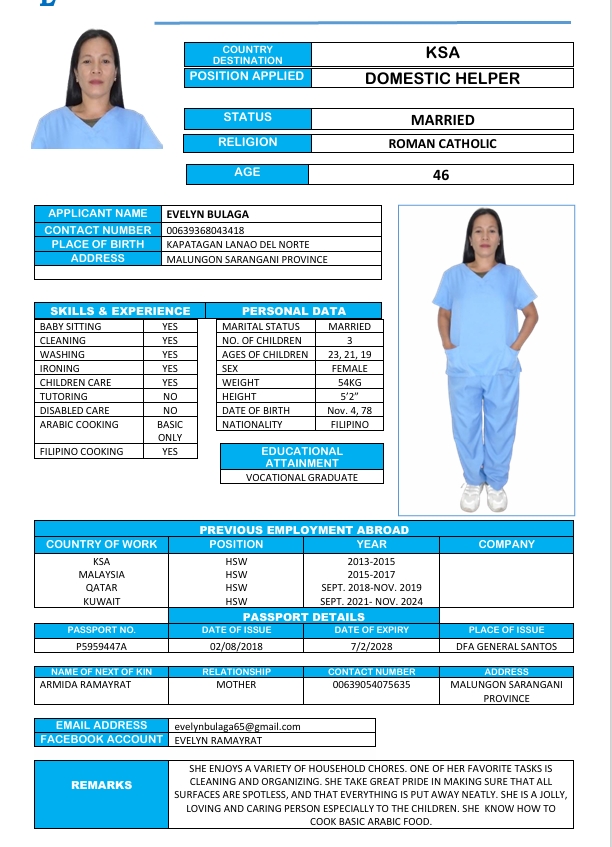 COUNTRY DESTINATION KSA
POSITION APPLIED DOMESTIC HELPER
STATUS MARRIED
RELIGION ROMAN CATHOLIC
AGE 46
APPLICANT NAME EVELYN BULAGA
CONTACT NUMBER 00639368043418
PLACE OF BIRTH KAPATAGAN LANAO DEL NORTE
ADDRESS MALUNGON SARANGANI PROVINCE
SKILLS & EXPERIENCE
BABY SITTING YES
CLEANING YES
WASHING YES
IRONING YES
CHILDREN CARE YES
TUTORING NO
DISABLED CARE NO
ARABIC COOKING BASIC ONLY
FILIPINO COOKING YES
PERSONAL DATA
MARITAL STATUS MARRIED
NO. OF CHILDREN 3
AGES OF CHILDREN 23, 21, 19
SEX FEMALE
WEIGHT 54KG
HEIGHT 5’2”
DATE OF BIRTH Nov. 4, 78
NATIONALITY FILIPINO
EDUCATIONAL
ATTAINMENT
VOCATIONAL GRADUATE
PREVIOUS EMPLOYMENT ABROAD
COUNTRY OF WORK POSITION YEAR COMPANY
KSA HSW 2013-2015
MALAYSIA HSW 2015-2017
QATAR HSW SEPT. 2018-NOV. 2019
KUWAIT HSW SEPT. 2021- NOV. 2024
PASSPORT DETAILS
PASSPORT NO. DATE OF ISSUE DATE OF EXPIRY PLACE OF ISSUE
P5959447A 02/08/2018 7/2/2028 DFA GENERAL SANTOS
NAME OF NEXT OF KIN RELATIONSHIP CONTACT NUMBER ADDRESS
ARMIDA RAMAYRAT MOTHER 00639054075635 MALUNGON SARANGANI
PROVINCE
EMAIL ADDRESS evelynbulaga65@gmail.com
FACEBOOK ACCOUNT EVELYN RAMAYRAT
REMARKS
SHE ENJOYS A VARIETY OF HOUSEHOLD CHORES. ONE OF HER FAVORITE TASKS IS
CLEANING AND ORGANIZING. SHE TAKE GREAT PRIDE IN MAKING SURE THAT ALL
SURFACES ARE SPOTLESS, AND THAT EVERYTHING IS PUT AWAY NEATLY. SHE IS A JOLLY,
LOVING AND CARING PERSON ESPECIALLY TO THE CHILDREN. SHE KNOW HOW TO
COOK BASIC ARABIC FOOD.